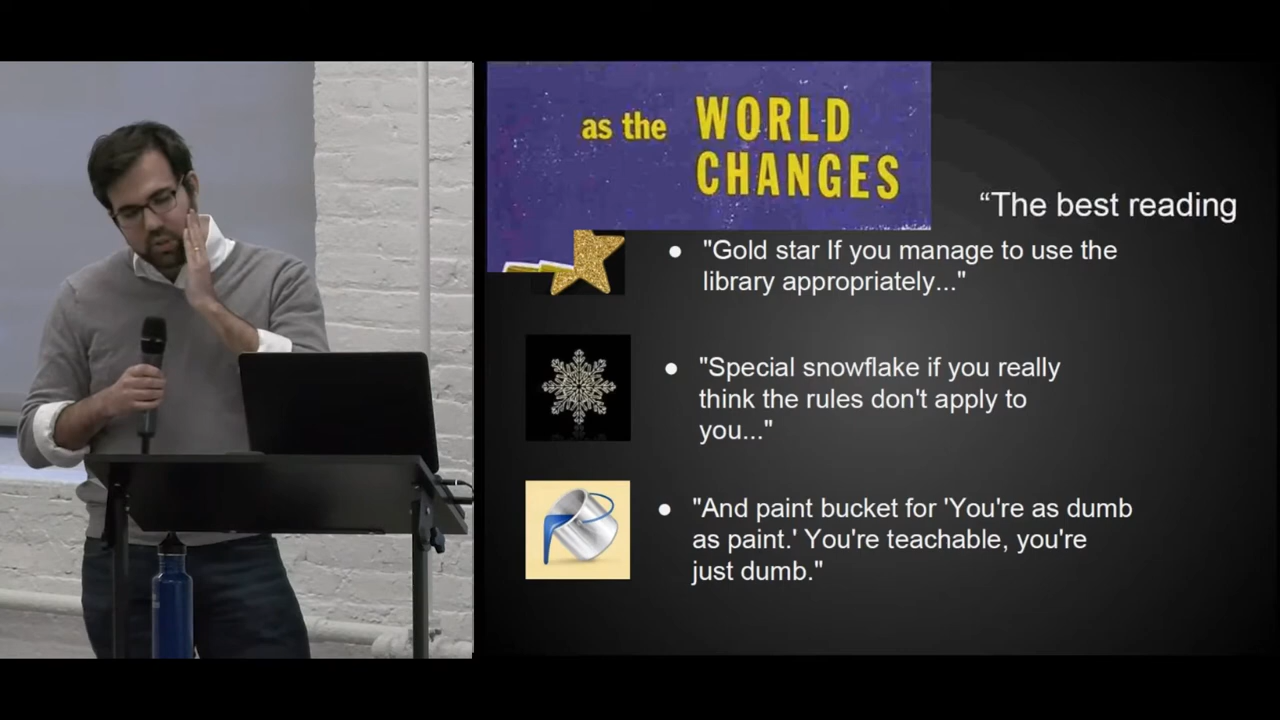 as the WORLD
CHANGES
“The best reading
"Gold star If you manage to use the
library appropriately..."
"Special snowflake if you really
think the rules don't apply to
you..."
"And paint bucket for 'You're as dumb
as paint.' You're teachable, you're
just dumb."